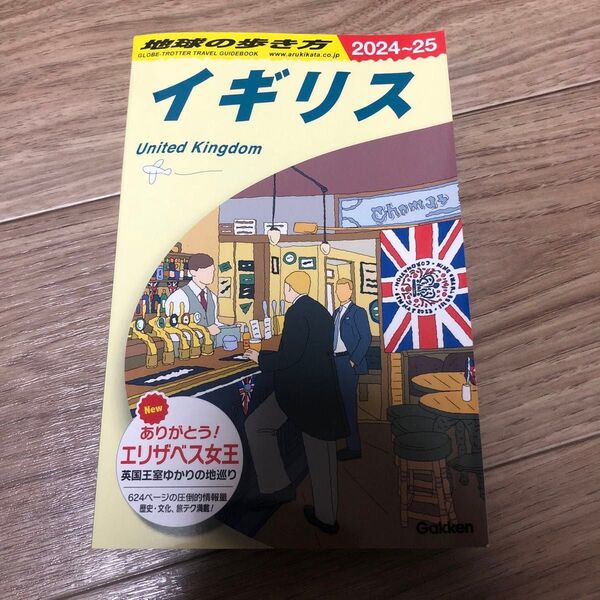 地球の歩き方
2024~25
GLOBE-TROTTER TRAVEL GUIDEBOOK
www.arukikata.co.jp
イギリス
United Kingdom
New
ありがとう!
エリザベス女王
英国王室ゆかりの地巡り
624ページの圧倒的情報量
歴史・文化、旅テク満載!
Gakken